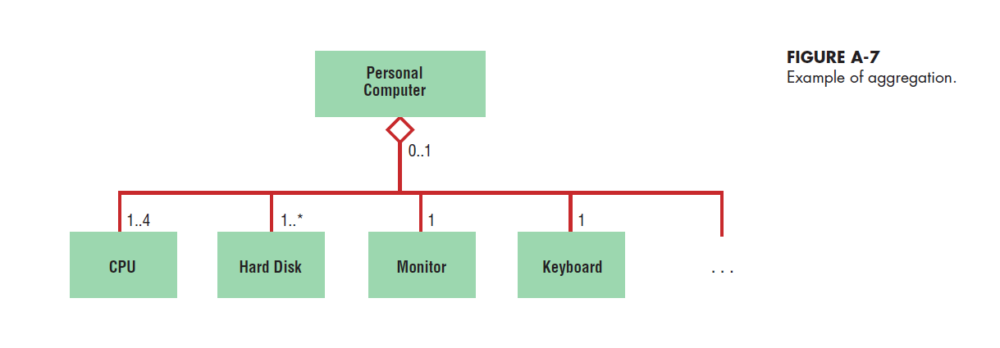 FIGURE A-7
Example of aggregation.
Personal
Computer
0..1
1..4
1..*
1
1
CPU
Hard Disk
Monitor
Keyboard
. . .